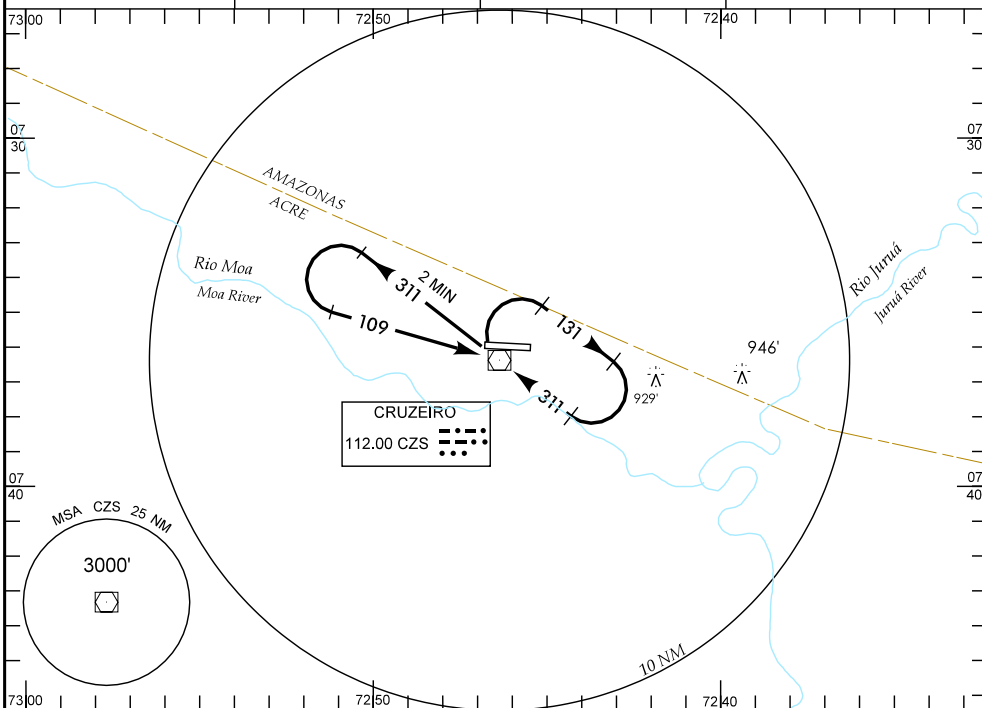 73 00
72 50
72 40
07
30
07
30
AMAZONAS
ACRE
Rio Moa
Moa River
2 MIN
311
109
131
311
Rio Juruá
Juruá River
946'
929'
CRUZEIRO
112.00 CZS
07
40
07
40
MSA CZS 25 NM
3000'
10 NM
73 00
72 50
72 40